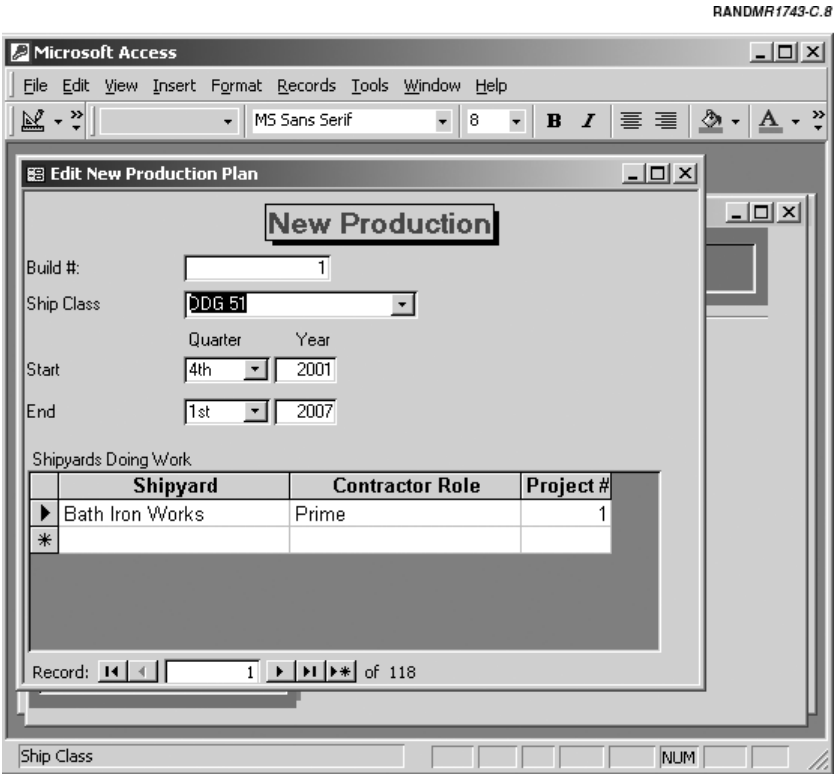 RANDMR1743-C.8
Microsoft Access
File Edit View Insert Format Records Tools Window Help
MS Sans Serif 8 B I A
Edit New Production Plan
New Production
Build #: 1
Ship Class DDG 51
Quarter Year
Start 4th 2001
End 1st 2007
Shipyards Doing Work
Shipyard Contractor Role Project #
Bath Iron Works Prime 1
Record: 1 of 118
Ship Class NUM